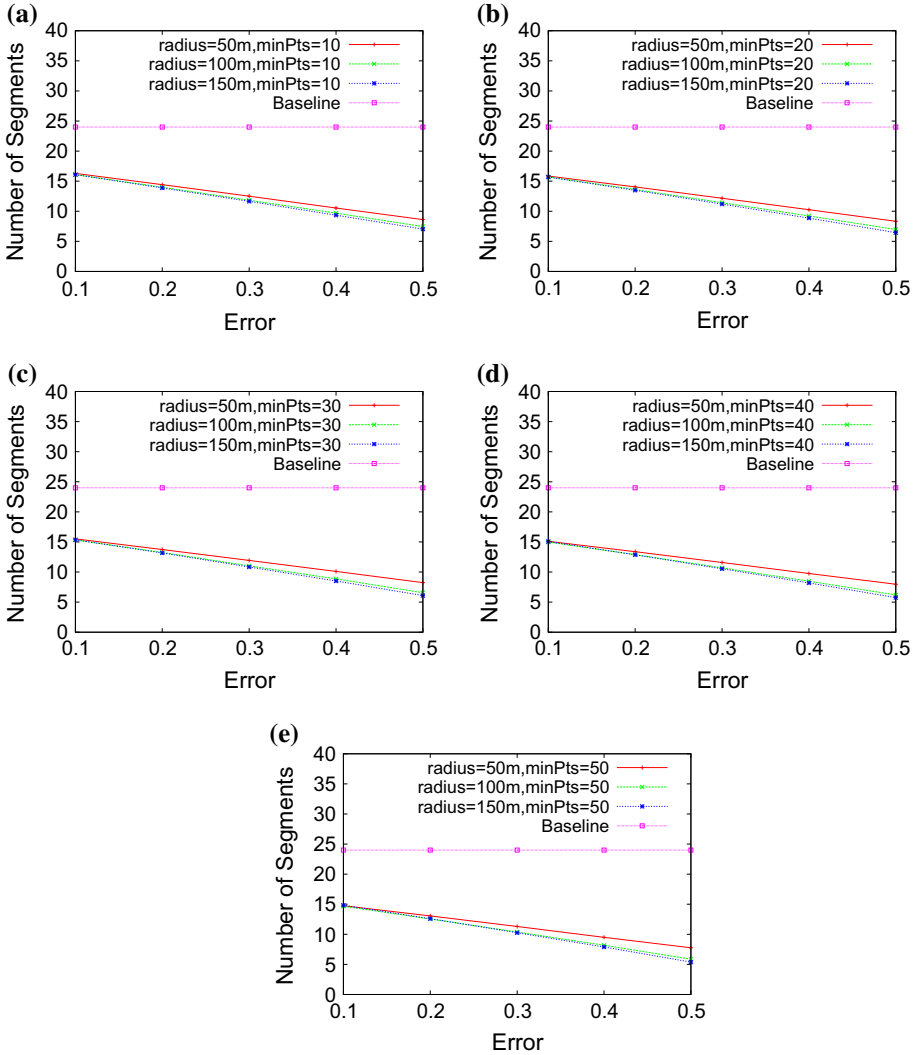 (a)
40
35
30
25
20
15
10
5
0
Number of Segments
radius=50m,minPts=10
radius=100m,minPts=10
radius=150m,minPts=10
Baseline
0.1 0.2 0.3 0.4 0.5
Error
(b)
40
35
30
25
20
15
10
5
0
Number of Segments
radius=50m,minPts=20
radius=100m,minPts=20
radius=150m,minPts=20
Baseline
0.1 0.2 0.3 0.4 0.5
Error
(c)
40
35
30
25
20
15
10
5
0
Number of Segments
radius=50m,minPts=30
radius=100m,minPts=30
radius=150m,minPts=30
Baseline
0.1 0.2 0.3 0.4 0.5
Error
(d)
40
35
30
25
20
15
10
5
0
Number of Segments
radius=50m,minPts=40
radius=100m,minPts=40
radius=150m,minPts=40
Baseline
0.1 0.2 0.3 0.4 0.5
Error
(e)
40
35
30
25
20
15
10
5
0
Number of Segments
radius=50m,minPts=50
radius=100m,minPts=50
radius=150m,minPts=50
Baseline
0.1 0.2 0.3 0.4 0.5
Error